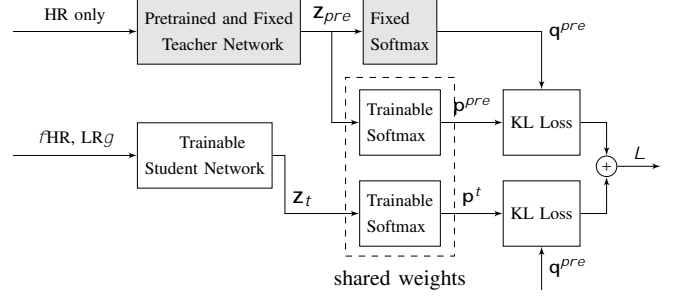 HR only
Pretrained and Fixed
Teacher Network
z_pre
Fixed
Softmax
q^pre
Trainable
Softmax
p^pre
KL Loss
fHR, LRg
Trainable
Student Network
z_t
Trainable
Softmax
p^t
KL Loss
+
L
q^pre
shared weights